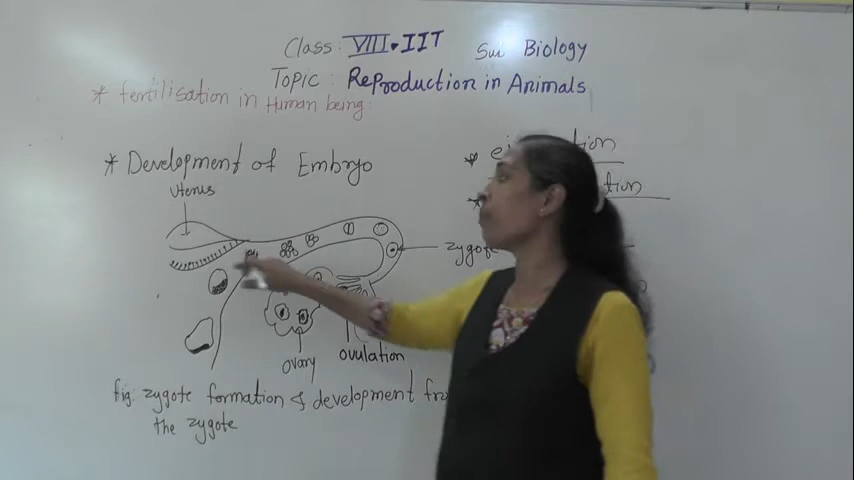 Class: VIII.IIT Sub Biology
Topic: Reproduction in Animals
* fertilisation in Human being:
* Development of Embryo
uterus
zygote
ovary
ovulation
fig: zygote formation & development
the zygote